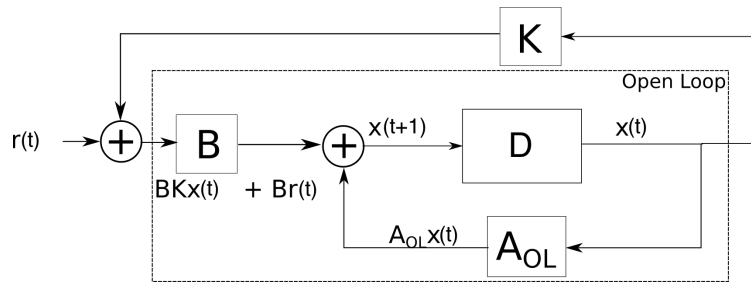 K
Open Loop
r(t)
+
B
+
x(t+1)
D
x(t)
BKx(t) + Br(t)
A_OL x(t)
A_OL